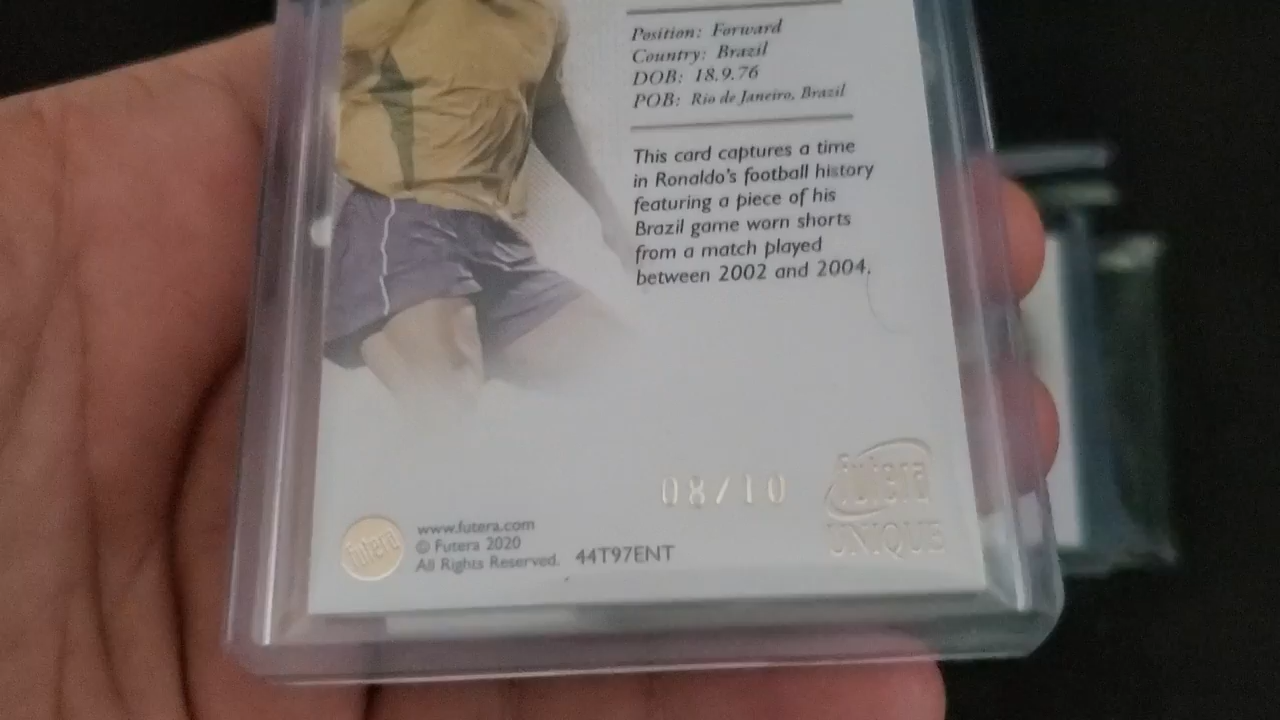 Position: Forward
Country: Brazil
DOB: 18.9.76
POB: Rio de Janeiro, Brazil
This card captures a time
in Ronaldo's football history
featuring a piece of his
Brazil game worn shorts
from a match played
between 2002 and 2004.
08/10
futera
UNIQUE
futera
www.futera.com
© Futera 2020
All Rights Reserved. 44T97ENT